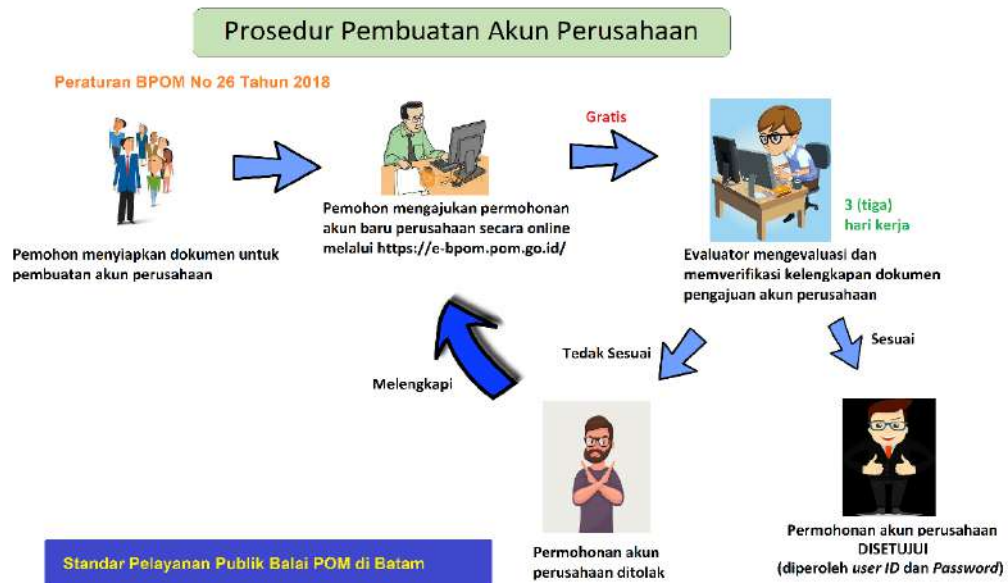 Prosedur Pembuatan Akun Perusahaan
Peraturan BPOM No 26 Tahun 2018
Pemohon menyiapkan dokumen untuk
pembuatan akun perusahaan
Pemohon mengajukan permohonan
akun baru perusahaan secara online
melalui https://e-bpom.pom.go.id/
Gratis
3 (tiga)
hari kerja
Evaluator mengevaluasi dan
memverifikasi kelengkapan dokumen
pengajuan akun perusahaan
Tedak Sesuai
Sesuai
Melengkapi
Permohonan akun
perusahaan ditolak
Permohonan akun perusahaan
DISETUJUI
(diperoleh user ID dan Password)
Standar Pelayanan Publik Balai POM di Batam